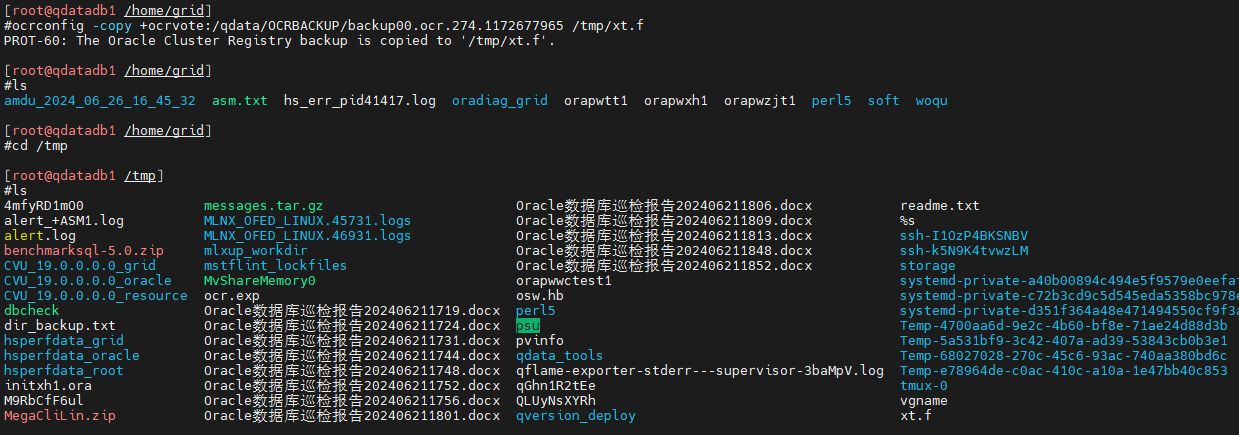 [root@qdatadb1 /home/grid]
#ocrconfig -copy +ocrvote:/qdata/OCRBACKUP/backup00.ocr.274.1172677965 /tmp/xt.f
PROT-60: The Oracle Cluster Registry backup is copied to '/tmp/xt.f'.
[root@qdatadb1 /home/grid]
#ls
amdu_2024_06_26_16_45_32 asm.txt hs_err_pid41417.log oradiag_grid orapwtt1 orapwxh1 orapwzjt1 perl5 soft woqu
[root@qdatadb1 /home/grid]
#cd /tmp
[root@qdatadb1 /tmp]
#ls
4mfyRD1mO0 messages.tar.gz Oracle数据库巡检报告202406211806.docx readme.txt
alert_+ASM1.log MLNX_OFED_LINUX.45731.logs Oracle数据库巡检报告202406211809.docx %s
alert.log MLNX_OFED_LINUX.46931.logs Oracle数据库巡检报告202406211813.docx ssh-I1OzP4BKSNBV
benchmarksql-5.0.zip mlxup_workdir Oracle数据库巡检报告202406211848.docx ssh-k5N9K4tvwzLM
CVU_19.0.0.0.0_grid mstflint_lockfiles Oracle数据库巡检报告202406211852.docx storage
CVU_19.0.0.0.0_oracle MvShareMemory0 orapwwctest1 systemd-private-a40b00894c494e5f9579e0eefa
CVU_19.0.0.0.0_resource ocr.exp osw.hb systemd-private-c72b3cd9c5d545eda5358bc978e
dbcheck Oracle数据库巡检报告202406211719.docx perl5 systemd-private-d351f364a48e471494550cf9f3a
dir_backup.txt Oracle数据库巡检报告202406211724.docx psu Temp-4700aa6d-9e2c-4b60-bf8e-71ae24d88d3b
hsperfdata_grid Oracle数据库巡检报告202406211731.docx pvinfo Temp-5a531bf9-3c42-407a-ad39-53843cb0b3e1
hsperfdata_oracle Oracle数据库巡检报告202406211744.docx qdata_tools Temp-68027028-270c-45c6-93ac-740aa380bd6c
hsperfdata_root Oracle数据库巡检报告202406211748.docx qflame-exporter-stderr---supervisor-3baMpV.log Temp-e78964de-c0ac-410c-a10a-1e47bb40c853
initxh1.ora Oracle数据库巡检报告202406211752.docx qGhn1R2tEe tmux-0
M9RbCfF6ul Oracle数据库巡检报告202406211756.docx QLUyNsXYRh vgname
MegaCliLin.zip Oracle数据库巡检报告202406211801.docx qversion_deploy xt.f